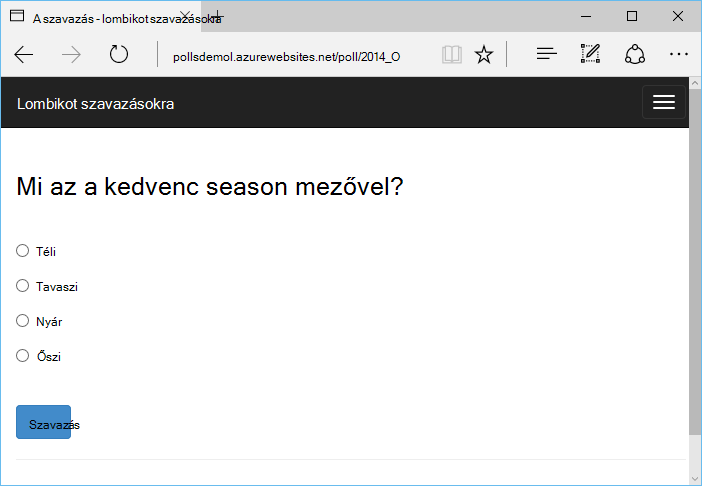 A szavazás - lombikot szavazásokra
pollsdemol.azurewebsites.net/poll/2014_O
Lombikot szavazásokra
Mi az a kedvenc season mezővel?
Téli
Tavaszi
Nyár
Őszi
Szavazás